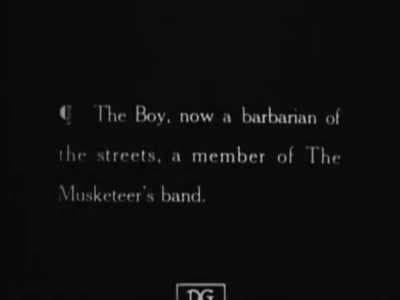 ¶ The Boy, now a barbarian of
the streets, a member of The
Musketeer's band.
DG